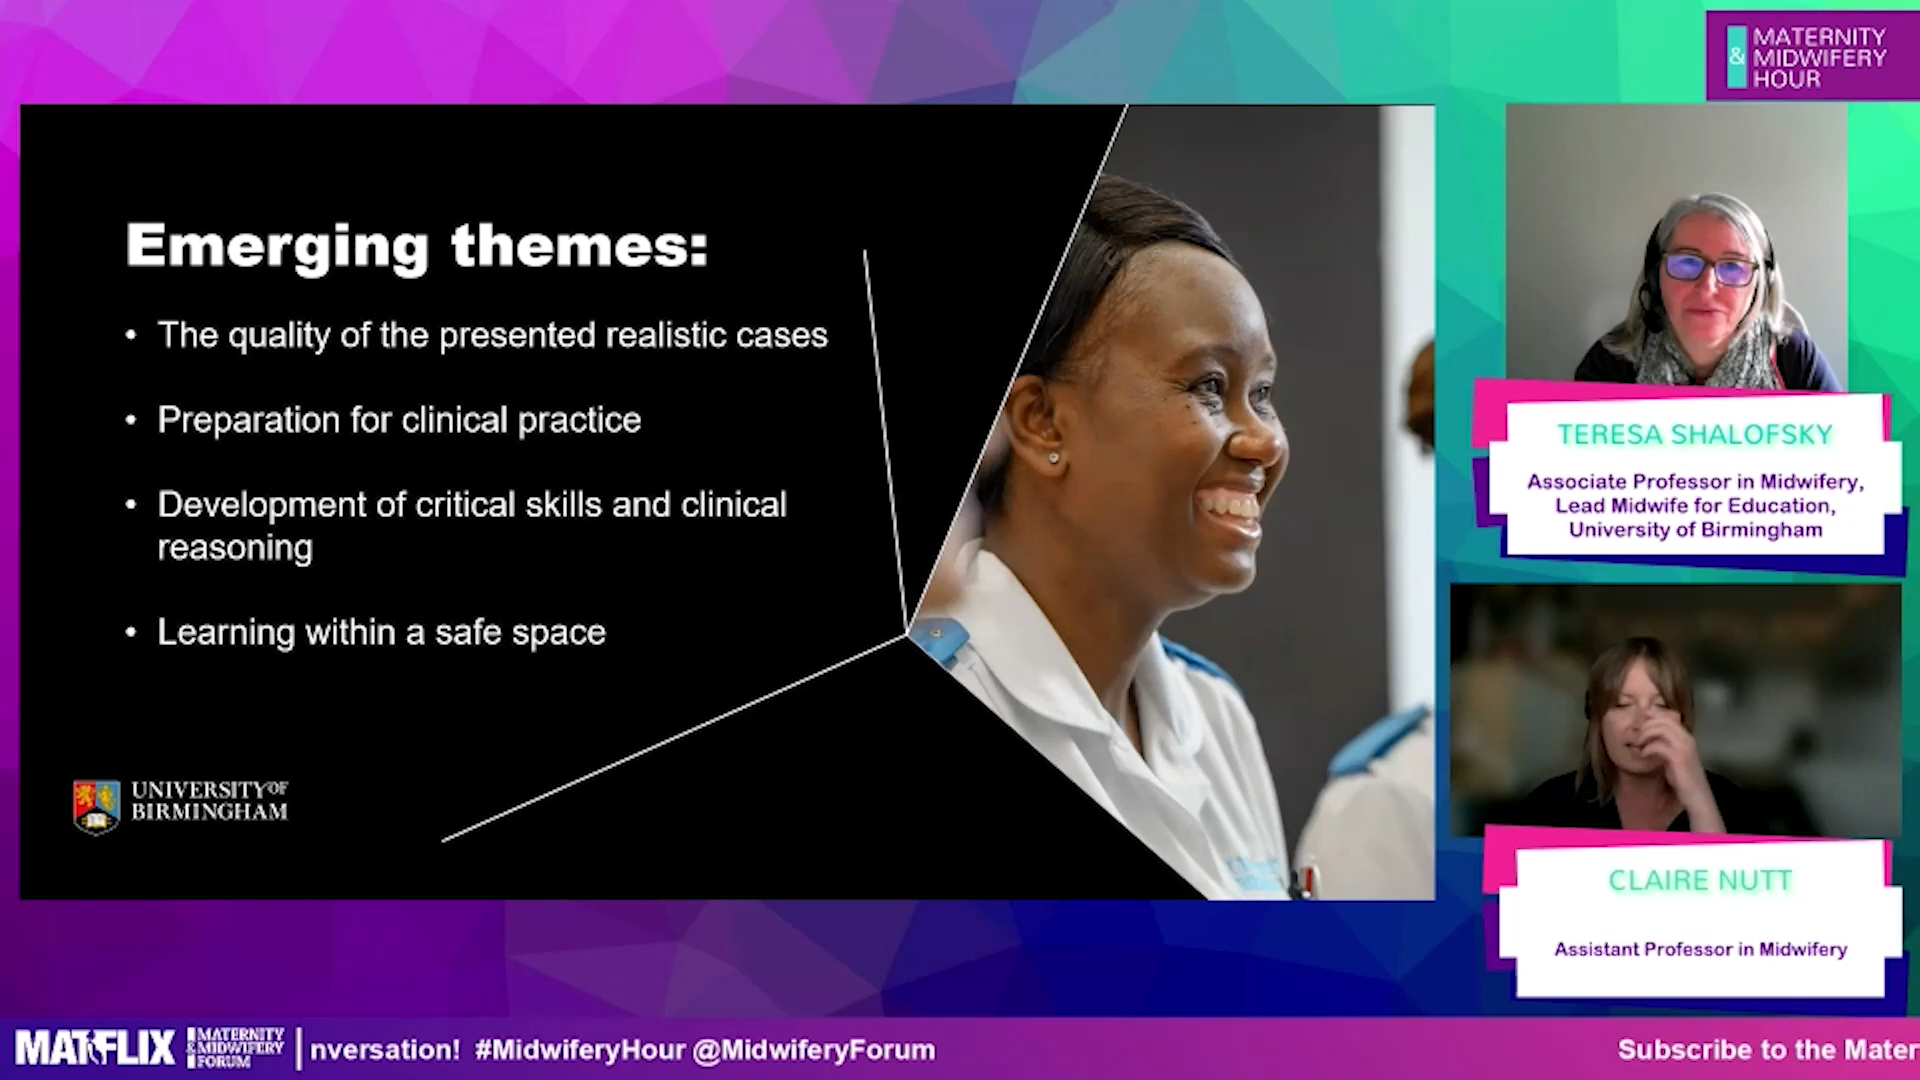 &
MATERNITY
MIDWIFERY
HOUR
Emerging themes:
• The quality of the presented realistic cases
• Preparation for clinical practice
• Development of critical skills and clinical
reasoning
• Learning within a safe space
UNIVERSITY OF
BIRMINGHAM
TERESA SHALOFSKY
Associate Professor in Midwifery,
Lead Midwife for Education,
University of Birmingham
CLAIRE NUTT
Assistant Professor in Midwifery
MATFLIX
MATERNITY
& MIDWIFERY
FORUM
nversation! #MidwiferyHour @MidwiferyForum
Subscribe to the Mater